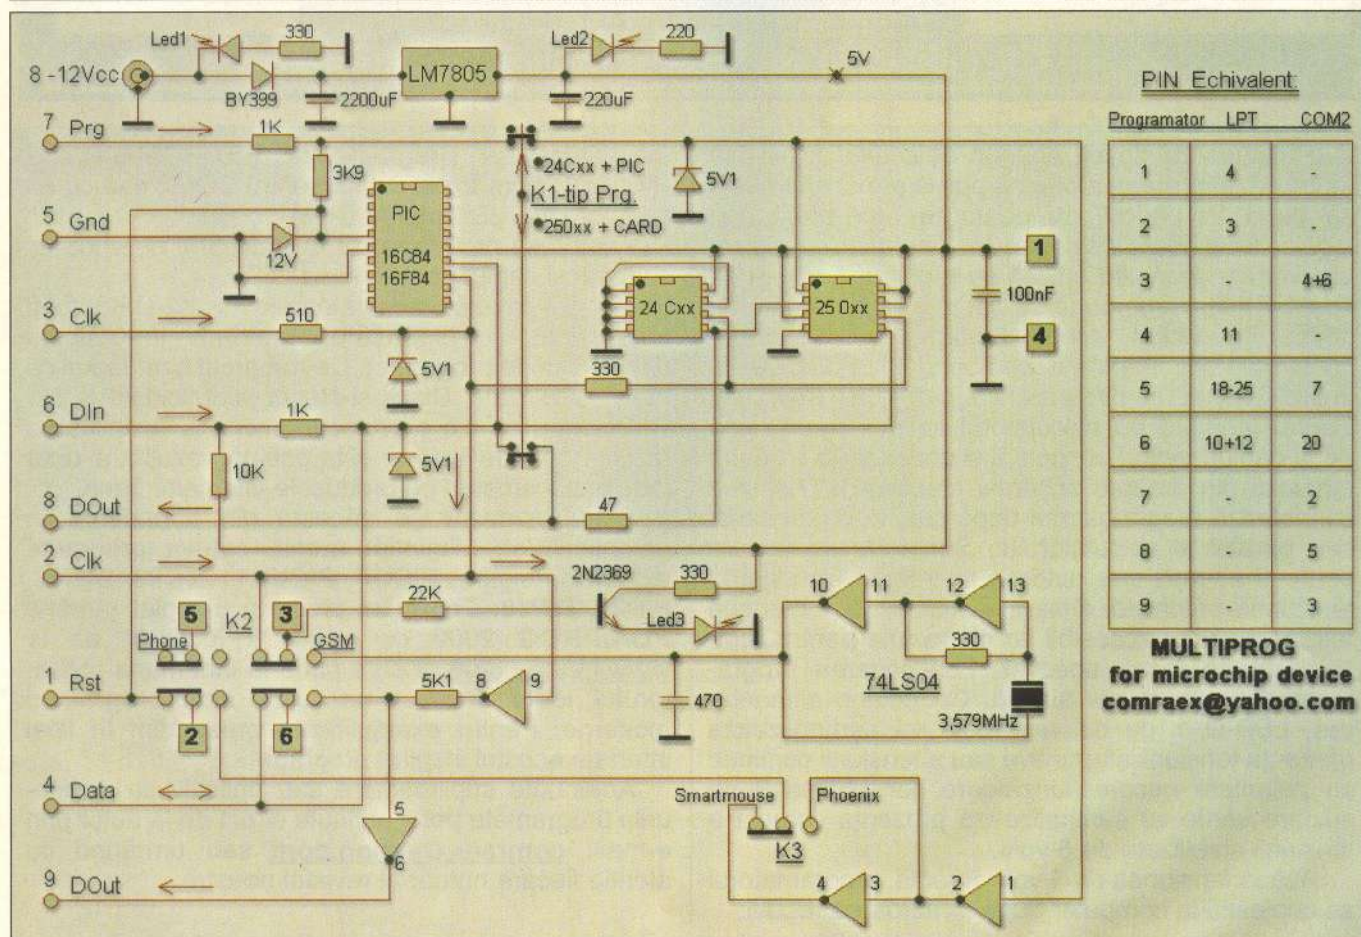 Led1
330
Led2
220
5V
8 -12Vcc
BY399
2200uF
LM7805
220uF
7 Prg
1K
3K9
24Cxx + PIC
K1-tip Prg.
250xx + CARD
5V1
5 Gnd
12V
PIC
16C84
16F84
1
24 Cxx
25 0xx
100nF
3 Clk
510
5V1
330
4
6 DIn
1K
10K
5V1
8 DOut
47
2 Clk
2N2369
330
22K
Led3
10
11
12
13
5
K2
3
Phone
GSM
330
1 Rst
5K1
8
9
470
74LS04
3,579MHz
2
6
4 Data
5
6
Smartmouse
Phoenix
K3
9 DOut
4
3
2
1
PIN Echivalent:
Programator LPT COM2
1 4 -
2 3 -
3 - 4+6
4 11 -
5 18-25 7
6 10+12 20
7 - 2
8 - 5
9 - 3
MULTIPROG
for microchip device
comraex@yahoo.com